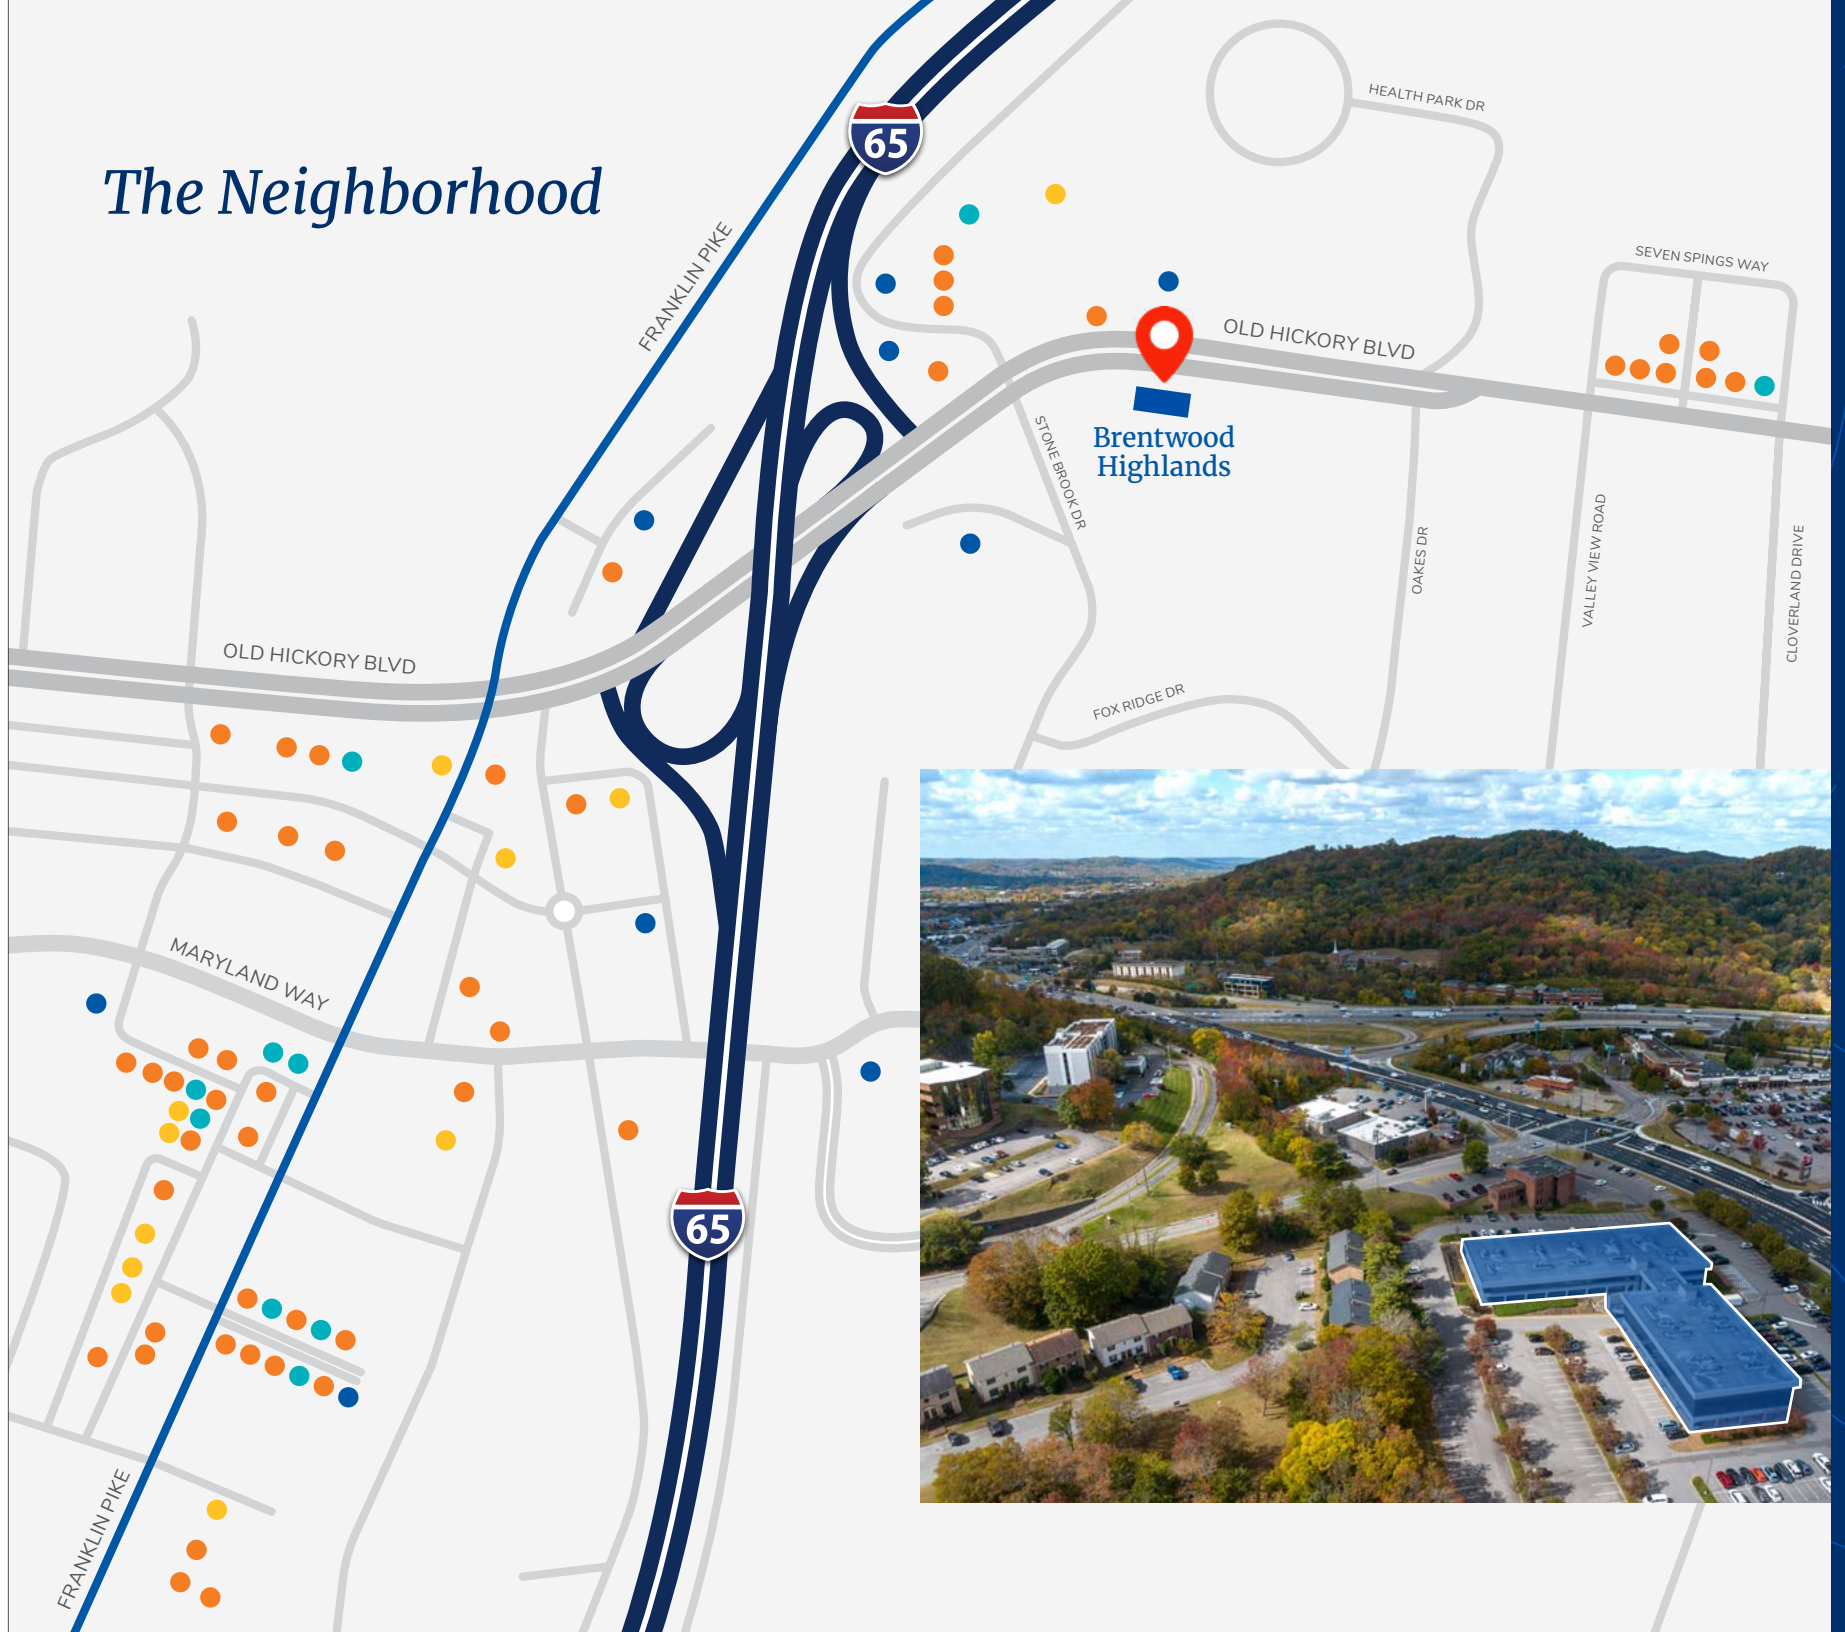 HEALTH PARK DR
65
The Neighborhood
FRANKLIN PIKE
SEVEN SPINGS WAY
OLD HICKORY BLVD
Brentwood
Highlands
STONE BROOK DR
OAKES DR
VALLEY VIEW ROAD
CLOVERLAND DRIVE
OLD HICKORY BLVD
FOX RIDGE DR
MARYLAND WAY
65
FRANKLIN PIKE